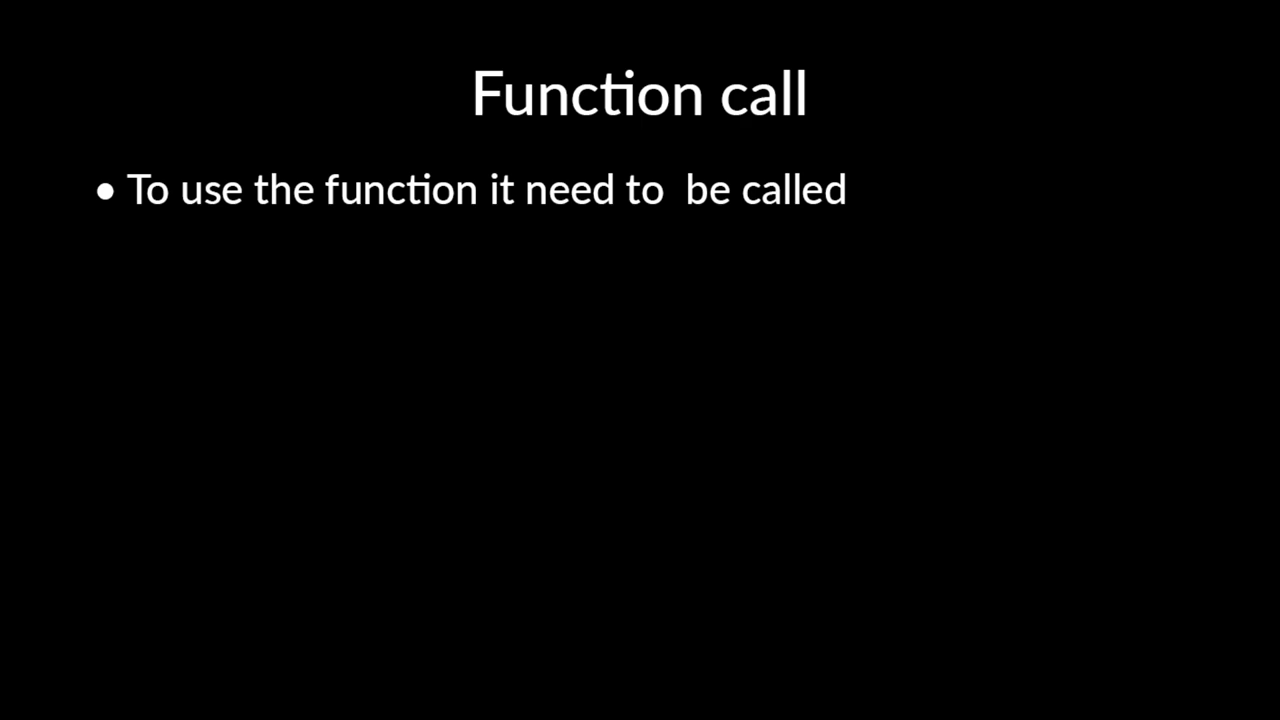 Function call
• To use the function it need to  be called